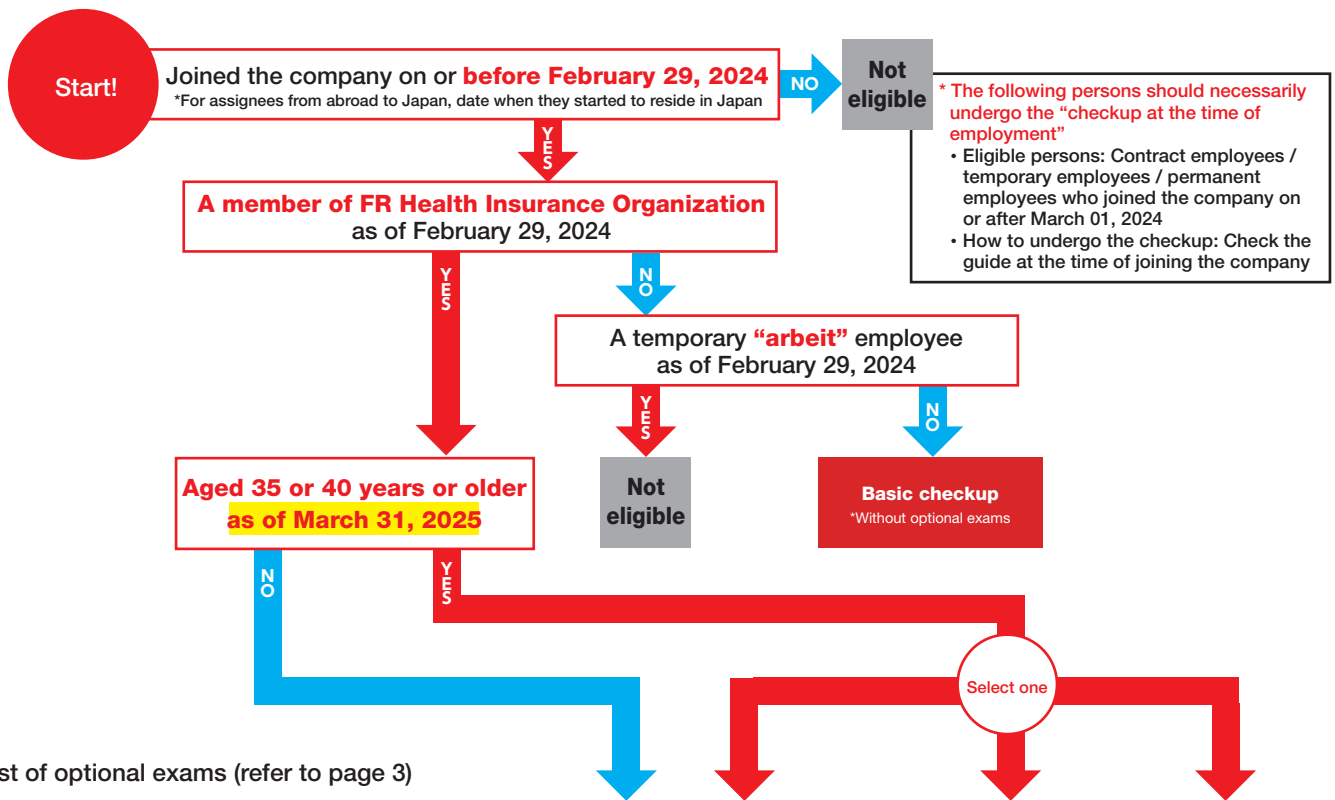 Start!
Joined the company on or before February 29, 2024
*For assignees from abroad to Japan, date when they started to reside in Japan
NO
Not
eligible
* The following persons should necessarily
undergo the “checkup at the time of
employment”
• Eligible persons: Contract employees /
temporary employees / permanent
employees who joined the company on
or after March 01, 2024
• How to undergo the checkup: Check the
guide at the time of joining the company
YES
A member of FR Health Insurance Organization
as of February 29, 2024
YES
NO
A temporary “arbeit” employee
as of February 29, 2024
YES
NO
Aged 35 or 40 years or older
as of March 31, 2025
Not
eligible
Basic checkup
*Without optional exams
NO
YES
Select one
st of optional exams (refer to page 3)